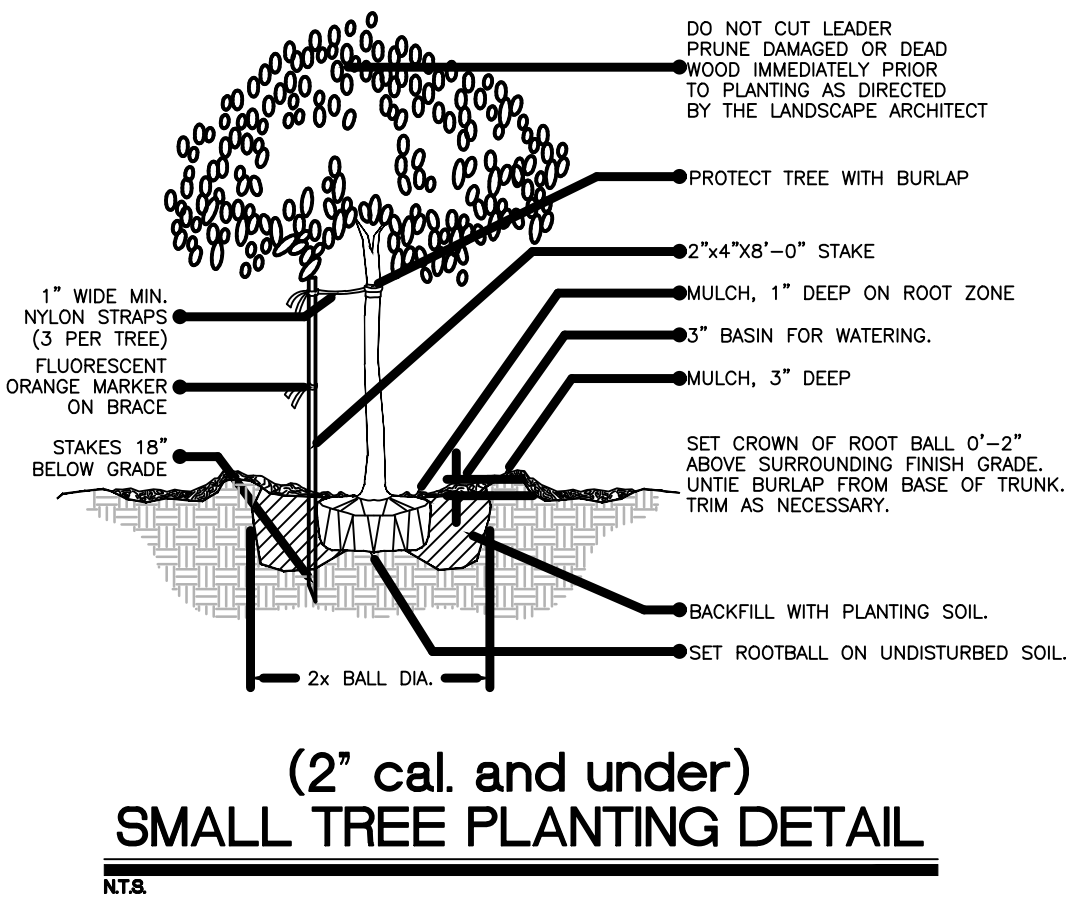 DO NOT CUT LEADER
PRUNE DAMAGED OR DEAD
WOOD IMMEDIATELY PRIOR
TO PLANTING AS DIRECTED
BY THE LANDSCAPE ARCHITECT
PROTECT TREE WITH BURLAP
2"x4"X8'-0" STAKE
MULCH, 1" DEEP ON ROOT ZONE
3" BASIN FOR WATERING.
MULCH, 3" DEEP
SET CROWN OF ROOT BALL 0'-2"
ABOVE SURROUNDING FINISH GRADE.
UNTIE BURLAP FROM BASE OF TRUNK.
TRIM AS NECESSARY.
BACKFILL WITH PLANTING SOIL.
SET ROOTBALL ON UNDISTURBED SOIL.
1" WIDE MIN.
NYLON STRAPS
(3 PER TREE)
FLUORESCENT
ORANGE MARKER
ON BRACE
STAKES 18"
BELOW GRADE
2x BALL DIA.
(2" cal. and under)
SMALL TREE PLANTING DETAIL
N.T.S.